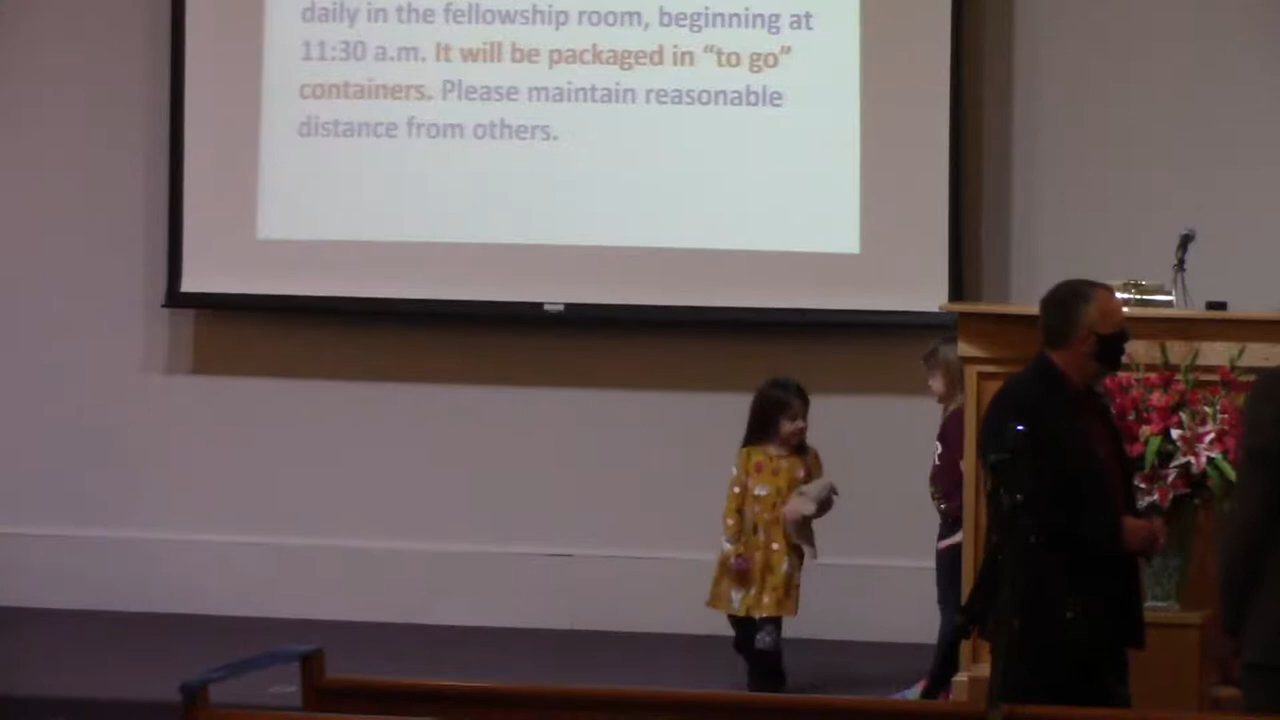 daily in the fellowship room, beginning at
11:30 a.m. It will be packaged in “to go”
containers. Please maintain reasonable
distance from others.